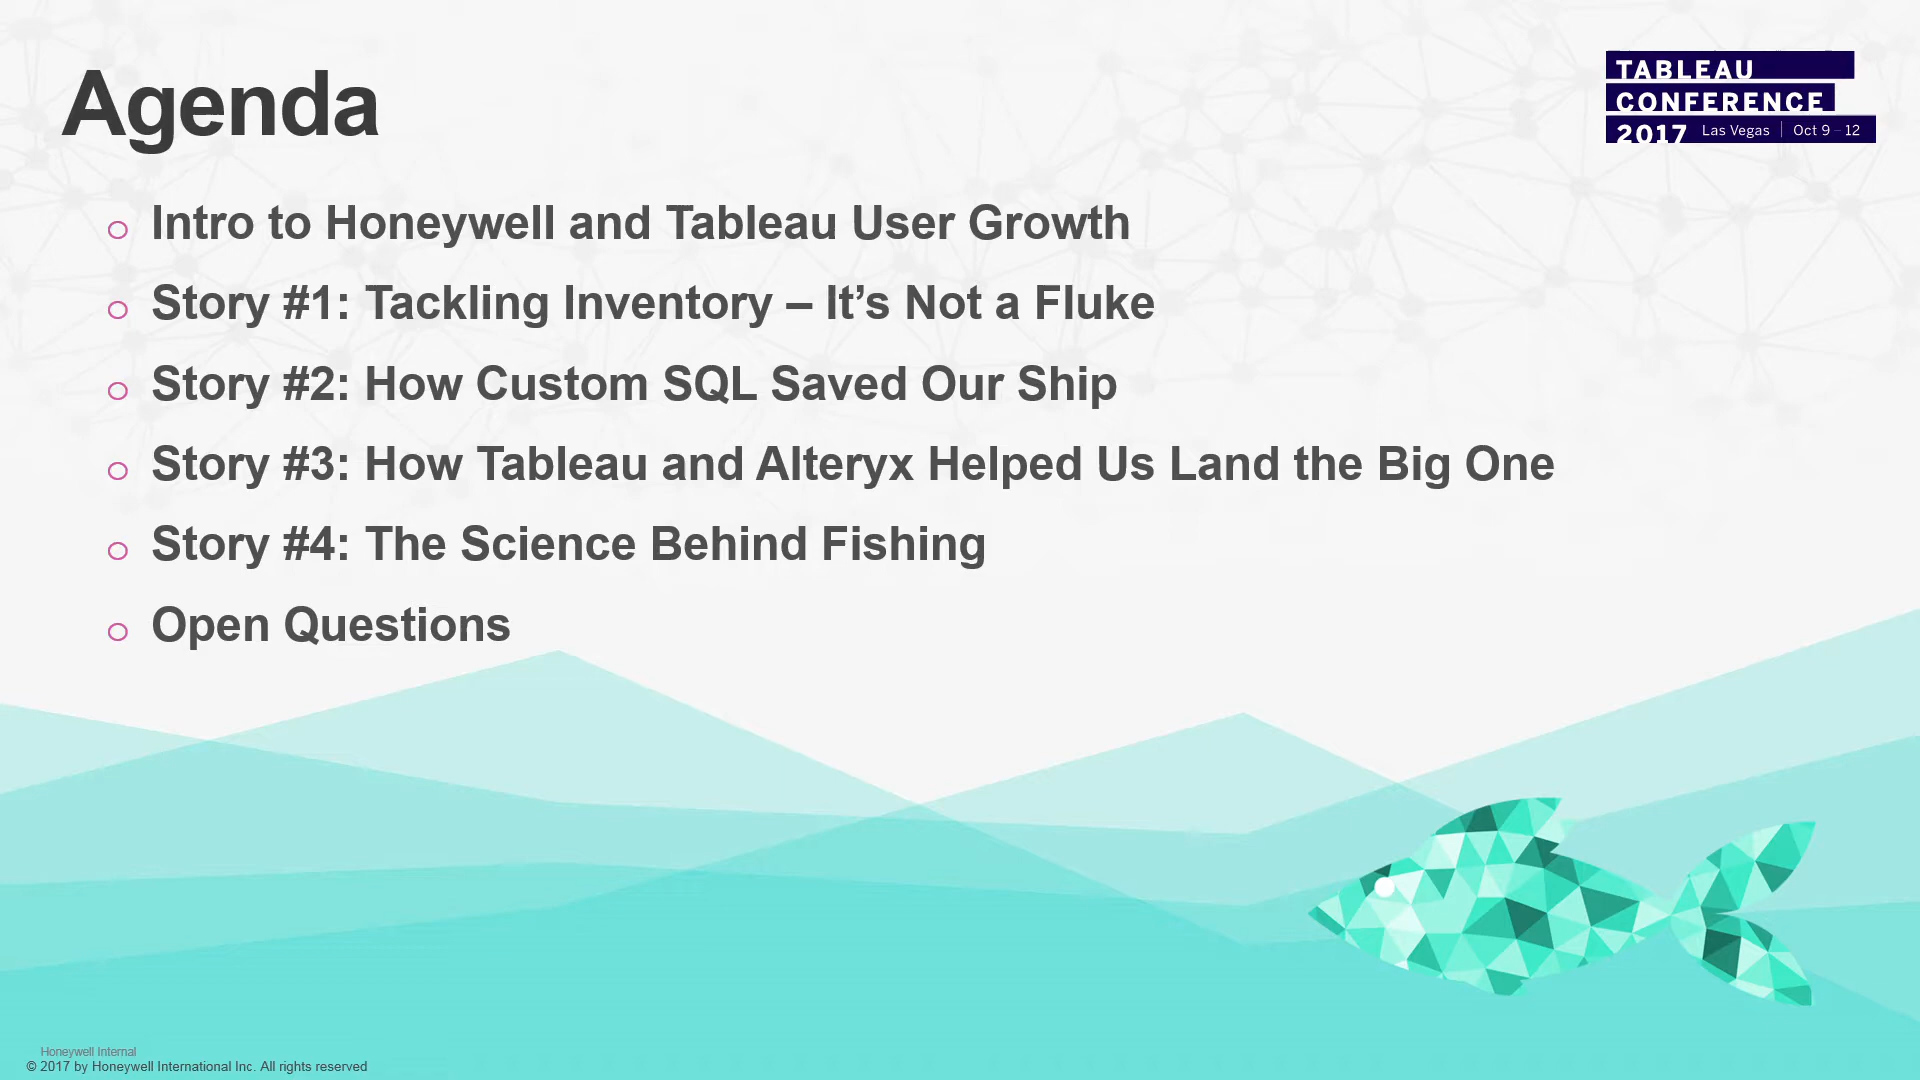 Agenda
TABLEAU
CONFERENCE
2017 Las Vegas | Oct 9 – 12
o Intro to Honeywell and Tableau User Growth
o Story #1: Tackling Inventory – It’s Not a Fluke
o Story #2: How Custom SQL Saved Our Ship
o Story #3: How Tableau and Alteryx Helped Us Land the Big One
o Story #4: The Science Behind Fishing
o Open Questions
Honeywell Internal
© 2017 by Honeywell International Inc. All rights reserved